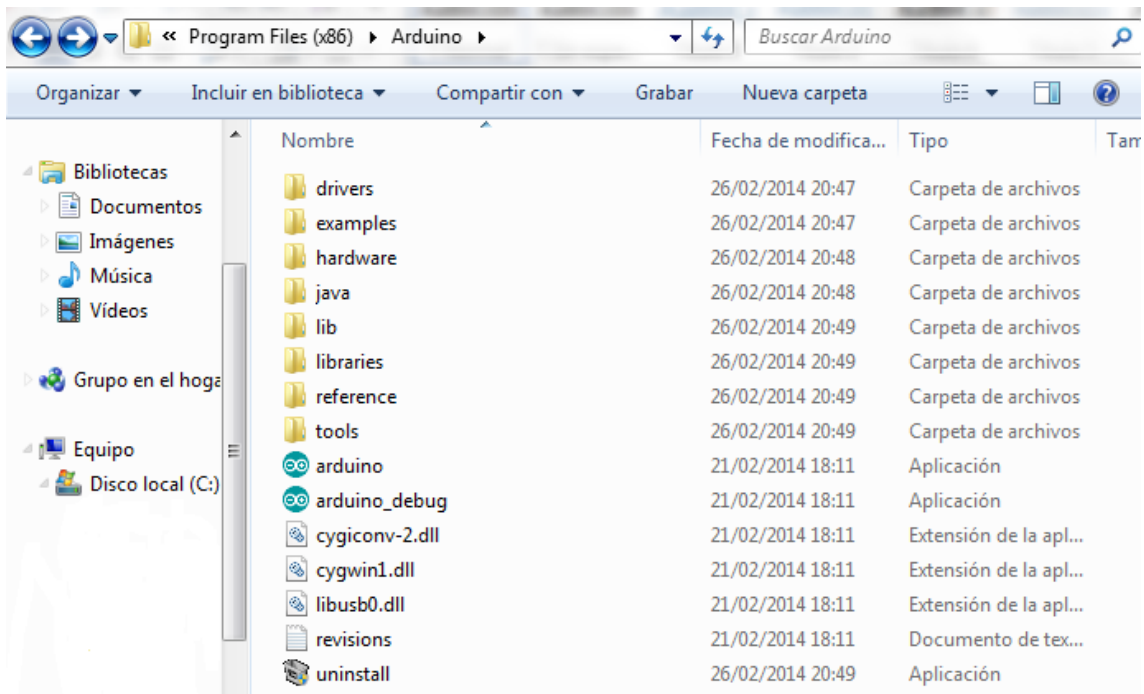 « Program Files (x86) ▸ Arduino ▸ Buscar Arduino
Organizar Incluir en biblioteca Compartir con Grabar Nueva carpeta
Nombre Fecha de modifica... Tipo Tam
Bibliotecas
Documentos
Imágenes
Música
Vídeos
Grupo en el hoga
Equipo
Disco local (C:)
drivers 26/02/2014 20:47 Carpeta de archivos
examples 26/02/2014 20:47 Carpeta de archivos
hardware 26/02/2014 20:48 Carpeta de archivos
java 26/02/2014 20:48 Carpeta de archivos
lib 26/02/2014 20:49 Carpeta de archivos
libraries 26/02/2014 20:49 Carpeta de archivos
reference 26/02/2014 20:49 Carpeta de archivos
tools 26/02/2014 20:49 Carpeta de archivos
arduino 21/02/2014 18:11 Aplicación
arduino_debug 21/02/2014 18:11 Aplicación
cygiconv-2.dll 21/02/2014 18:11 Extensión de la apl...
cygwin1.dll 21/02/2014 18:11 Extensión de la apl...
libusb0.dll 21/02/2014 18:11 Extensión de la apl...
revisions 21/02/2014 18:11 Documento de tex...
uninstall 26/02/2014 20:49 Aplicación